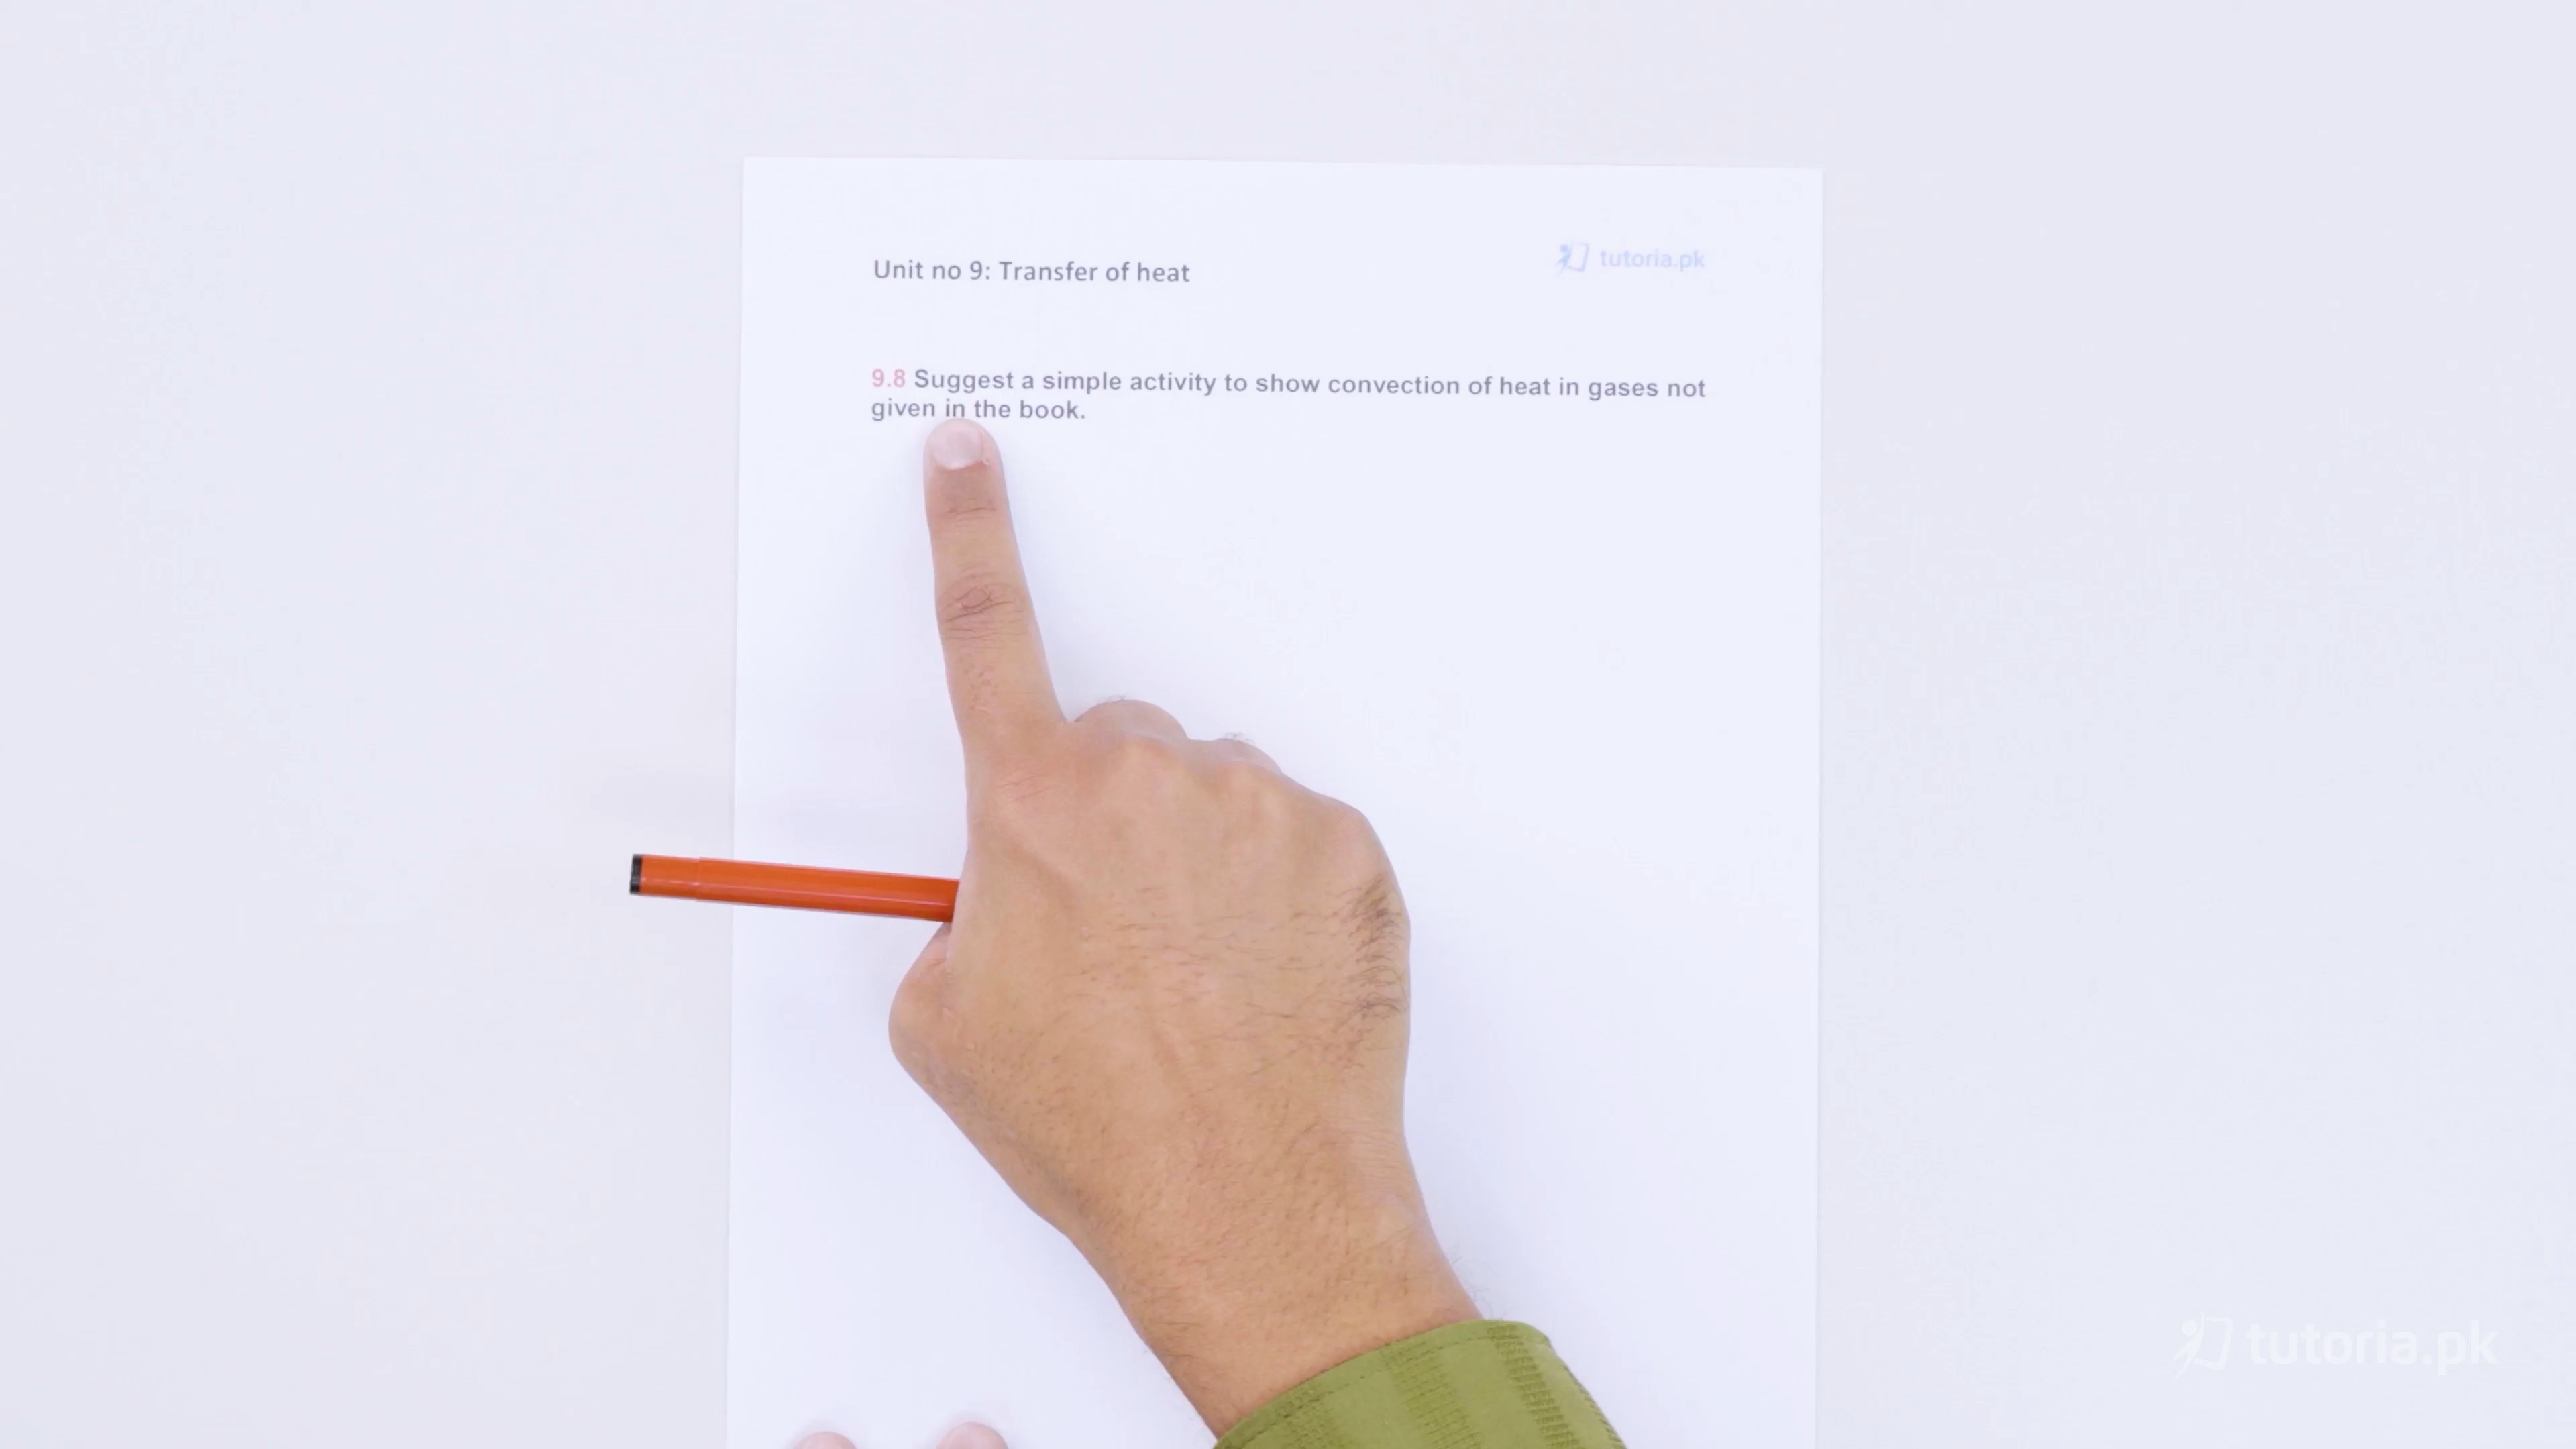 Unit no 9: Transfer of heat
tutoria.pk
9.8 Suggest a simple activity to show convection of heat in gases not
given in the book.
tutoria.pk